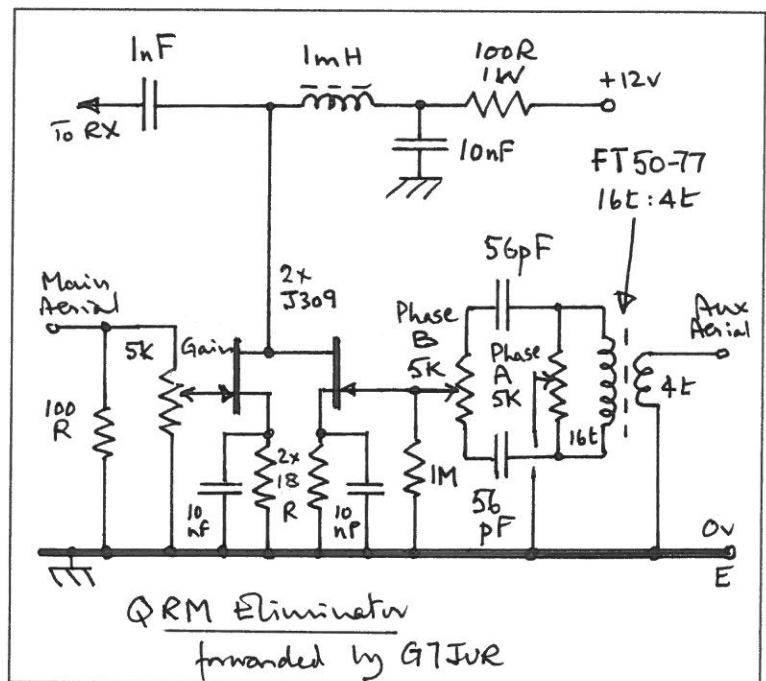 1nF
1mH
100R
1W
+12v
To RX
10nF
FT50-77
16t:4t
56pF
2x
J309
Main
Aerial
Aux
Aerial
Phase
B
5K
Phase
A
5K
5K
Gain
100
R
16t
4t
2x
18
R
10
nf
10
nf
1M
56
pF
0v
E
QRM Eliminator
forwarded by G7JUR